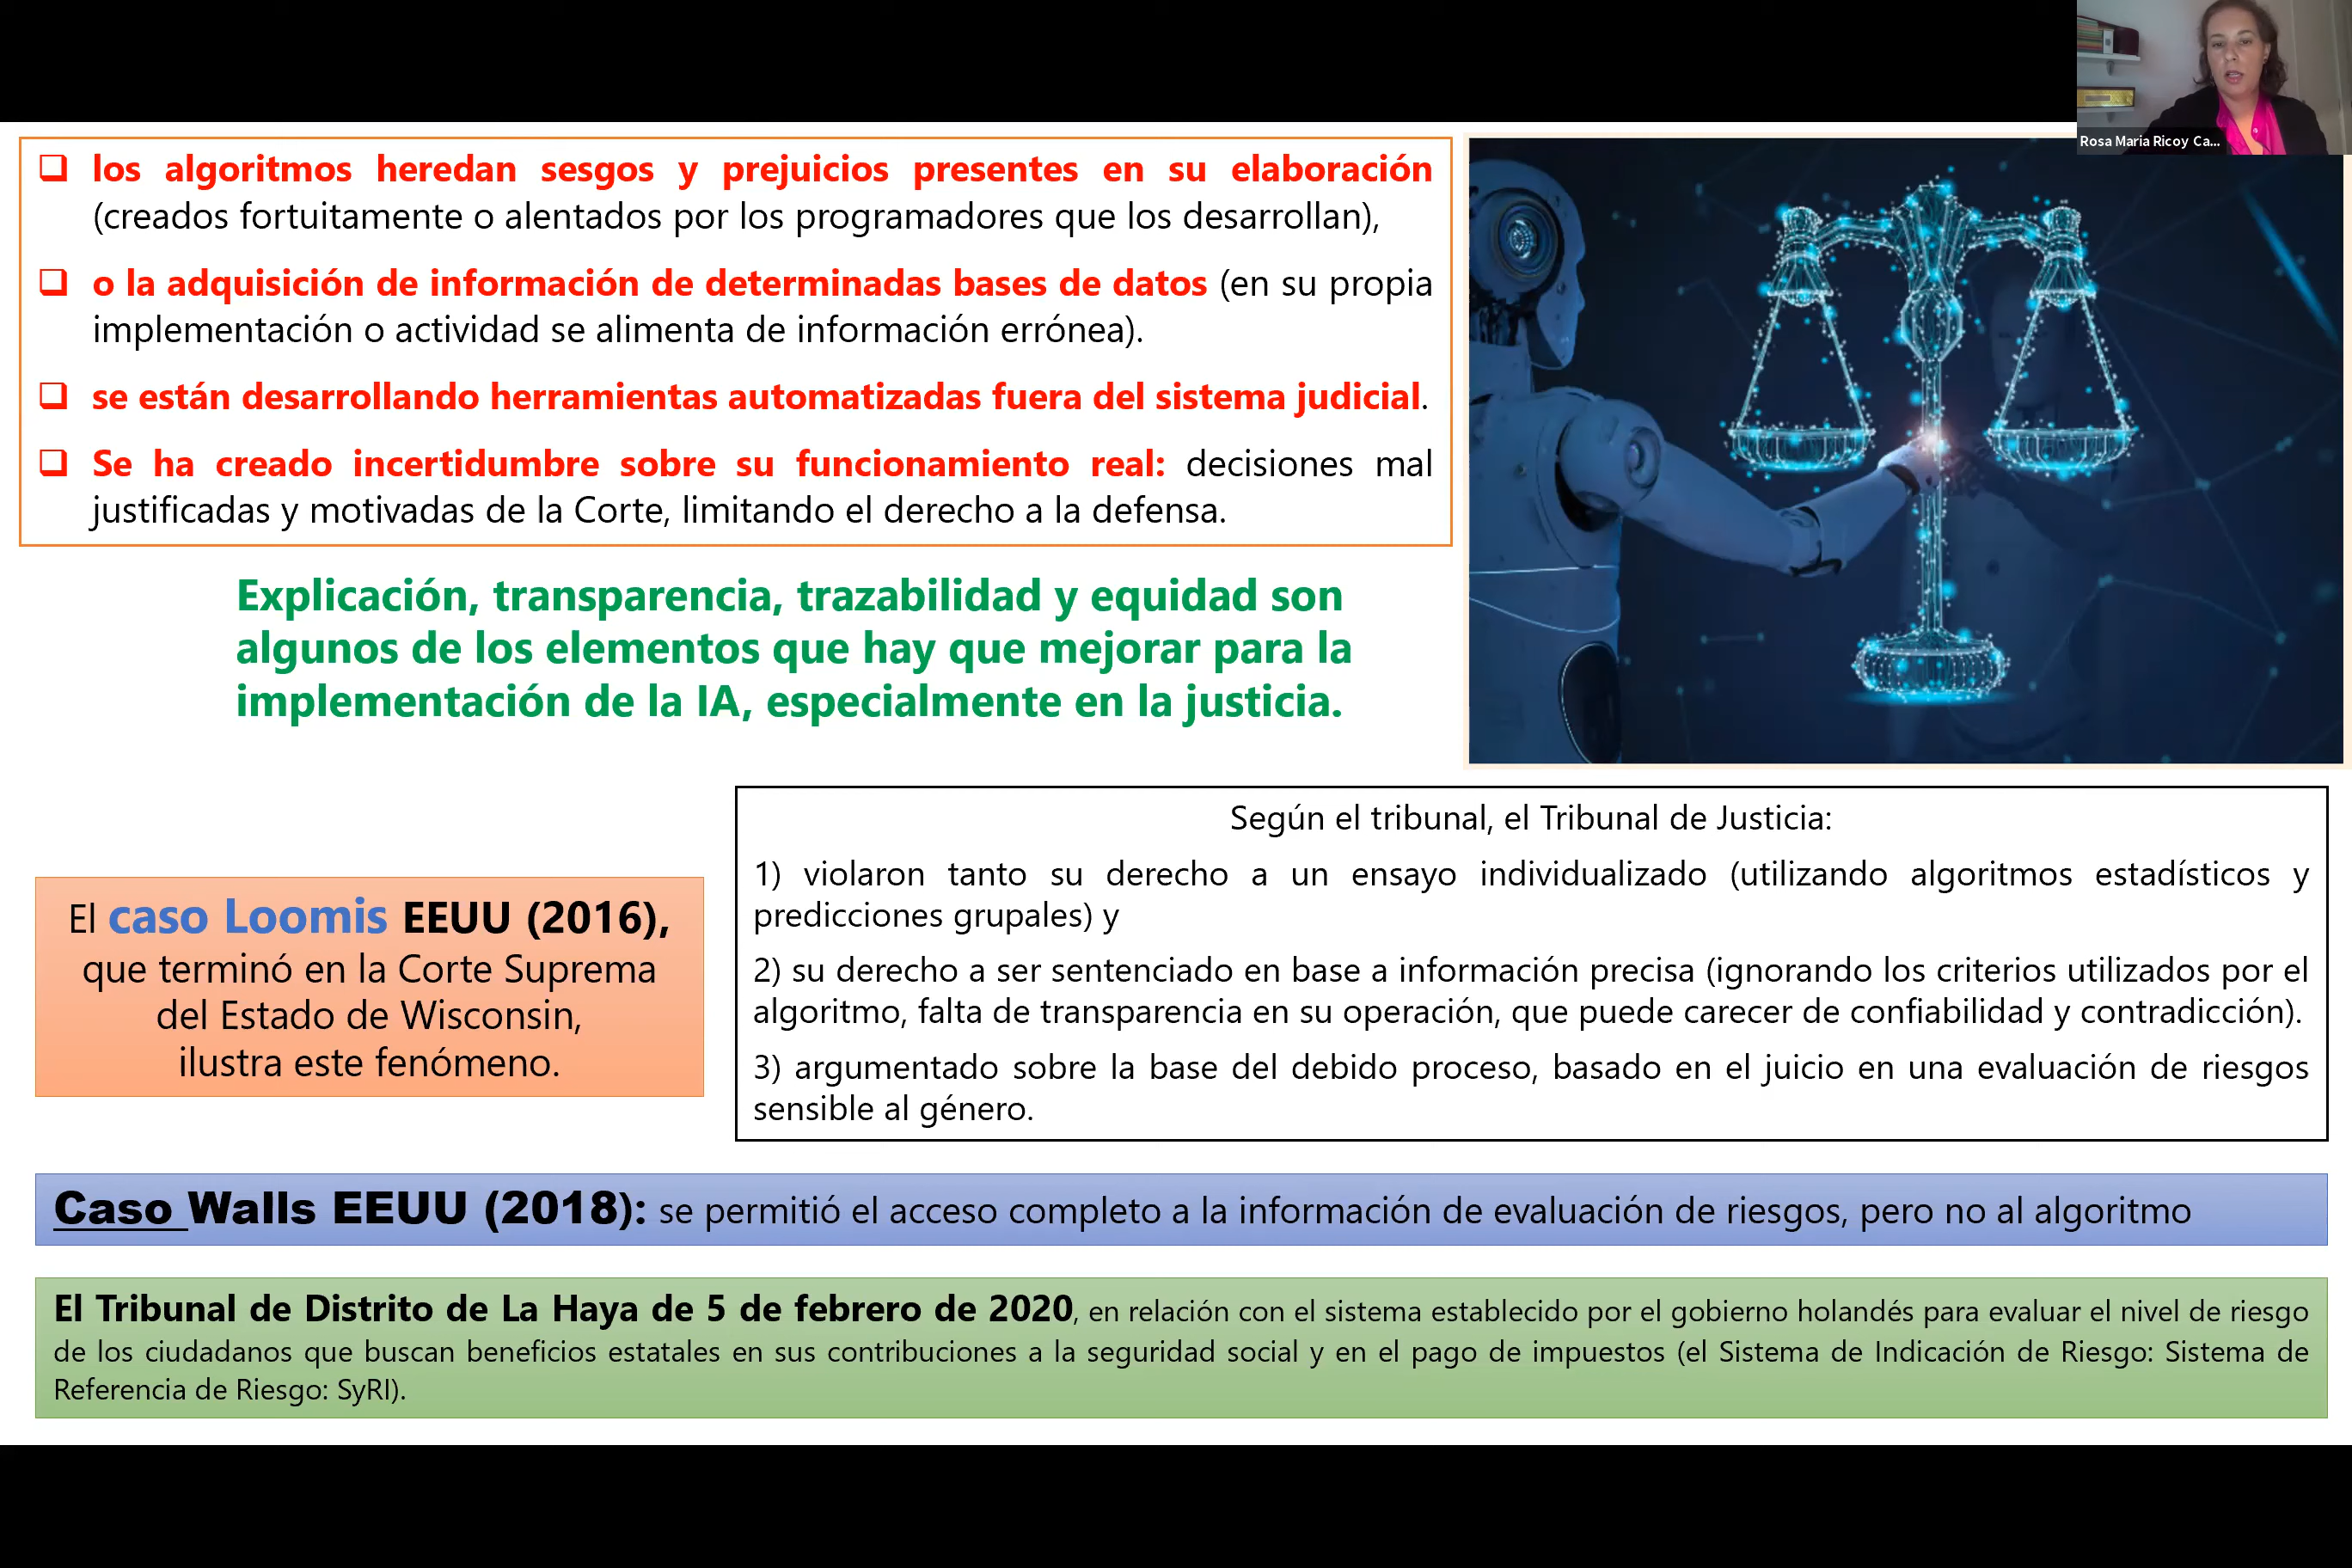 Rosa Maria Ricoy Ca...
❑ los algoritmos heredan sesgos y prejuicios presentes en su elaboración
(creados fortuitamente o alentados por los programadores que los desarrollan),
❑ o la adquisición de información de determinadas bases de datos (en su propia
implementación o actividad se alimenta de información errónea).
❑ se están desarrollando herramientas automatizadas fuera del sistema judicial.
❑ Se ha creado incertidumbre sobre su funcionamiento real: decisiones mal
justificadas y motivadas de la Corte, limitando el derecho a la defensa.
Explicación, transparencia, trazabilidad y equidad son
algunos de los elementos que hay que mejorar para la
implementación de la IA, especialmente en la justicia.
El caso Loomis EEUU (2016),
que terminó en la Corte Suprema
del Estado de Wisconsin,
ilustra este fenómeno.
Según el tribunal, el Tribunal de Justicia:
1) violaron tanto su derecho a un ensayo individualizado (utilizando algoritmos estadísticos y
predicciones grupales) y
2) su derecho a ser sentenciado en base a información precisa (ignorando los criterios utilizados por el
algoritmo, falta de transparencia en su operación, que puede carecer de confiabilidad y contradicción).
3) argumentado sobre la base del debido proceso, basado en el juicio en una evaluación de riesgos
sensible al género.
Caso Walls EEUU (2018): se permitió el acceso completo a la información de evaluación de riesgos, pero no al algoritmo
El Tribunal de Distrito de La Haya de 5 de febrero de 2020, en relación con el sistema establecido por el gobierno holandés para evaluar el nivel de riesgo
de los ciudadanos que buscan beneficios estatales en sus contribuciones a la seguridad social y en el pago de impuestos (el Sistema de Indicación de Riesgo: Sistema de
Referencia de Riesgo: SyRI).